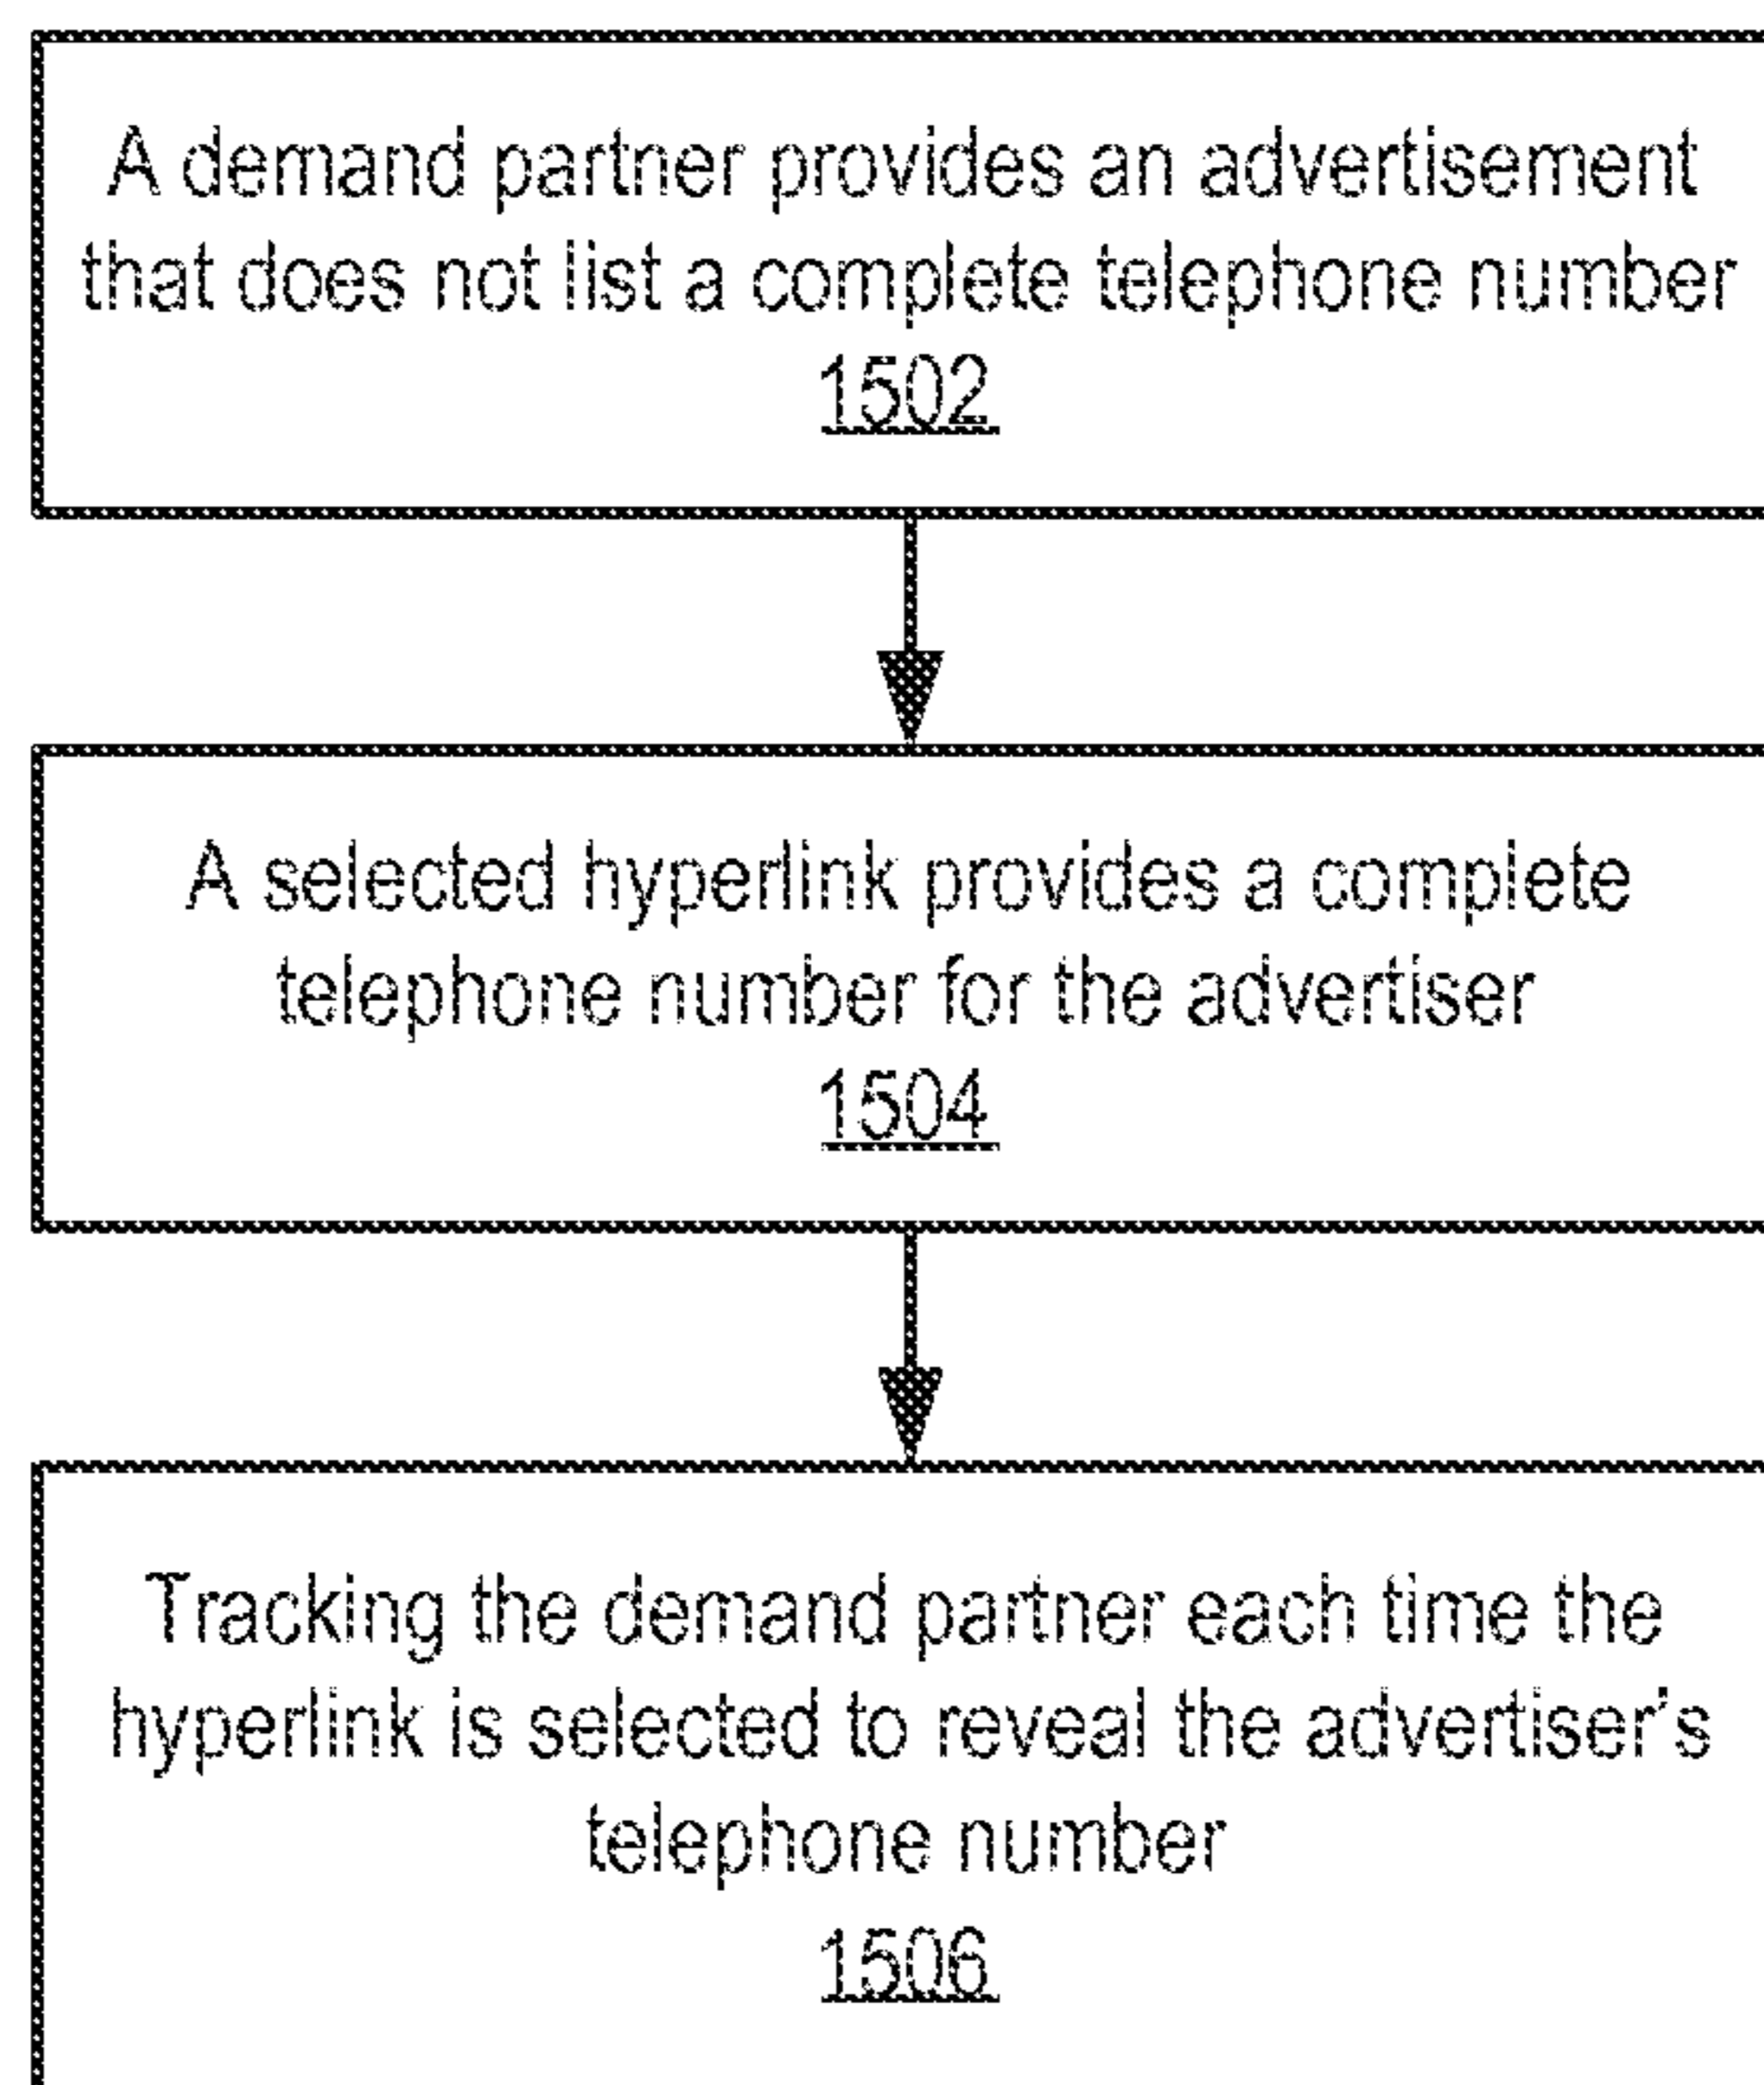 A demand partner provides an advertisement
that does not list a complete telephone number
1502
A selected hyperlink provides a complete
telephone number for the advertiser
1504
Tracking the demand partner each time the
hyperlink is selected to reveal the advertiser's
telephone number
1506